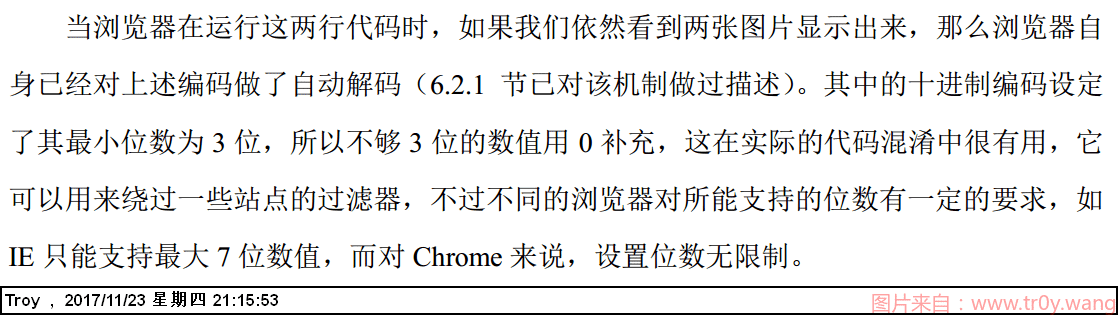 当浏览器在运行这两行代码时，如果我们依然看到两张图片显示出来，那么浏览器自
身已经对上述编码做了自动解码（6.2.1 节已对该机制做过描述）。其中的十进制编码设定
了其最小位数为 3 位，所以不够 3 位的数值用 0 补充，这在实际的代码混淆中很有用，它
可以用来绕过一些站点的过滤器，不过不同的浏览器对所能支持的位数有一定的要求，如
IE 只能支持最大 7 位数值，而对 Chrome 来说，设置位数无限制。
Troy , 2017/11/23 星期四 21:15:53
图片来自：www.tr0y.wang